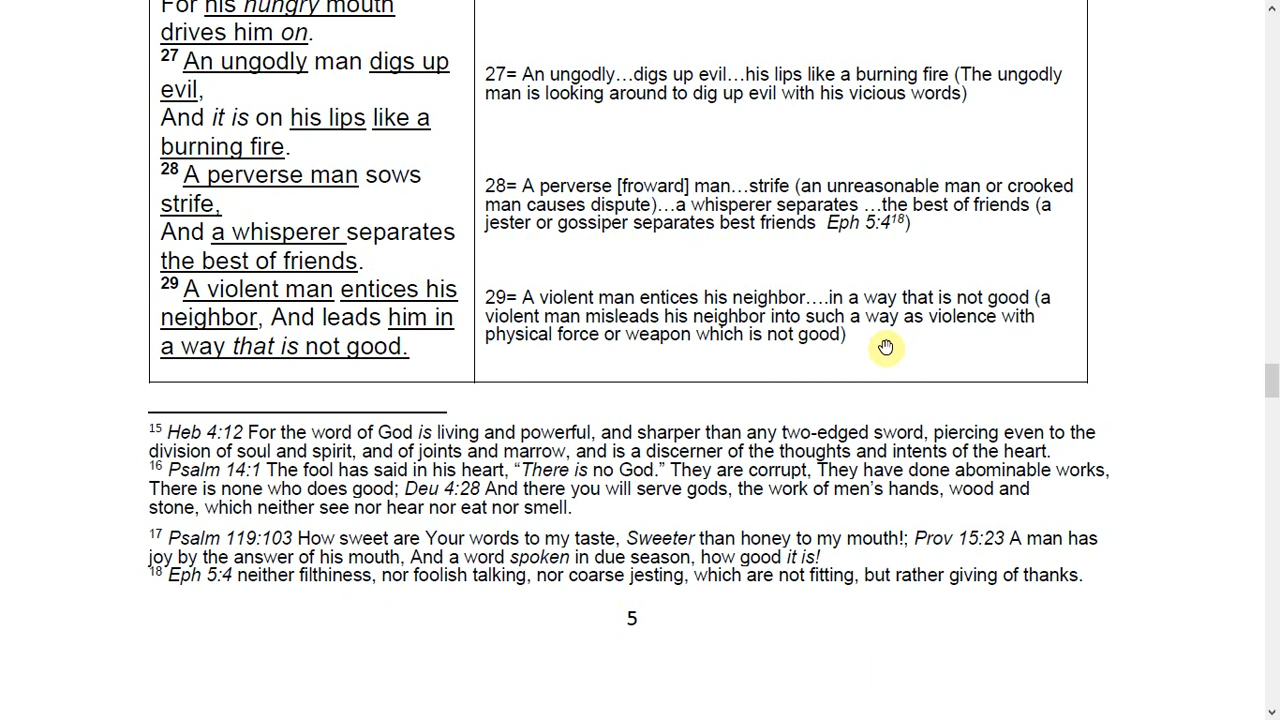 For his hungry mouth
drives him on.
27 An ungodly man digs up
evil,
And it is on his lips like a
burning fire.
28 A perverse man sows
strife,
And a whisperer separates
the best of friends.
29 A violent man entices his
neighbor, And leads him in
a way that is not good.
27= An ungodly…digs up evil…his lips like a burning fire (The ungodly
man is looking around to dig up evil with his vicious words)
28= A perverse [froward] man…strife (an unreasonable man or crooked
man causes dispute)…a whisperer separates …the best of friends (a
jester or gossiper separates best friends Eph 5:418)
29= A violent man entices his neighbor….in a way that is not good (a
violent man misleads his neighbor into such a way as violence with
physical force or weapon which is not good)
15 Heb 4:12 For the word of God is living and powerful, and sharper than any two-edged sword, piercing even to the
division of soul and spirit, and of joints and marrow, and is a discerner of the thoughts and intents of the heart.
16 Psalm 14:1 The fool has said in his heart, “There is no God.” They are corrupt, They have done abominable works,
There is none who does good; Deu 4:28 And there you will serve gods, the work of men’s hands, wood and
stone, which neither see nor hear nor eat nor smell.
17 Psalm 119:103 How sweet are Your words to my taste, Sweeter than honey to my mouth!; Prov 15:23 A man has
joy by the answer of his mouth, And a word spoken in due season, how good it is!
18 Eph 5:4 neither filthiness, nor foolish talking, nor coarse jesting, which are not fitting, but rather giving of thanks.
5